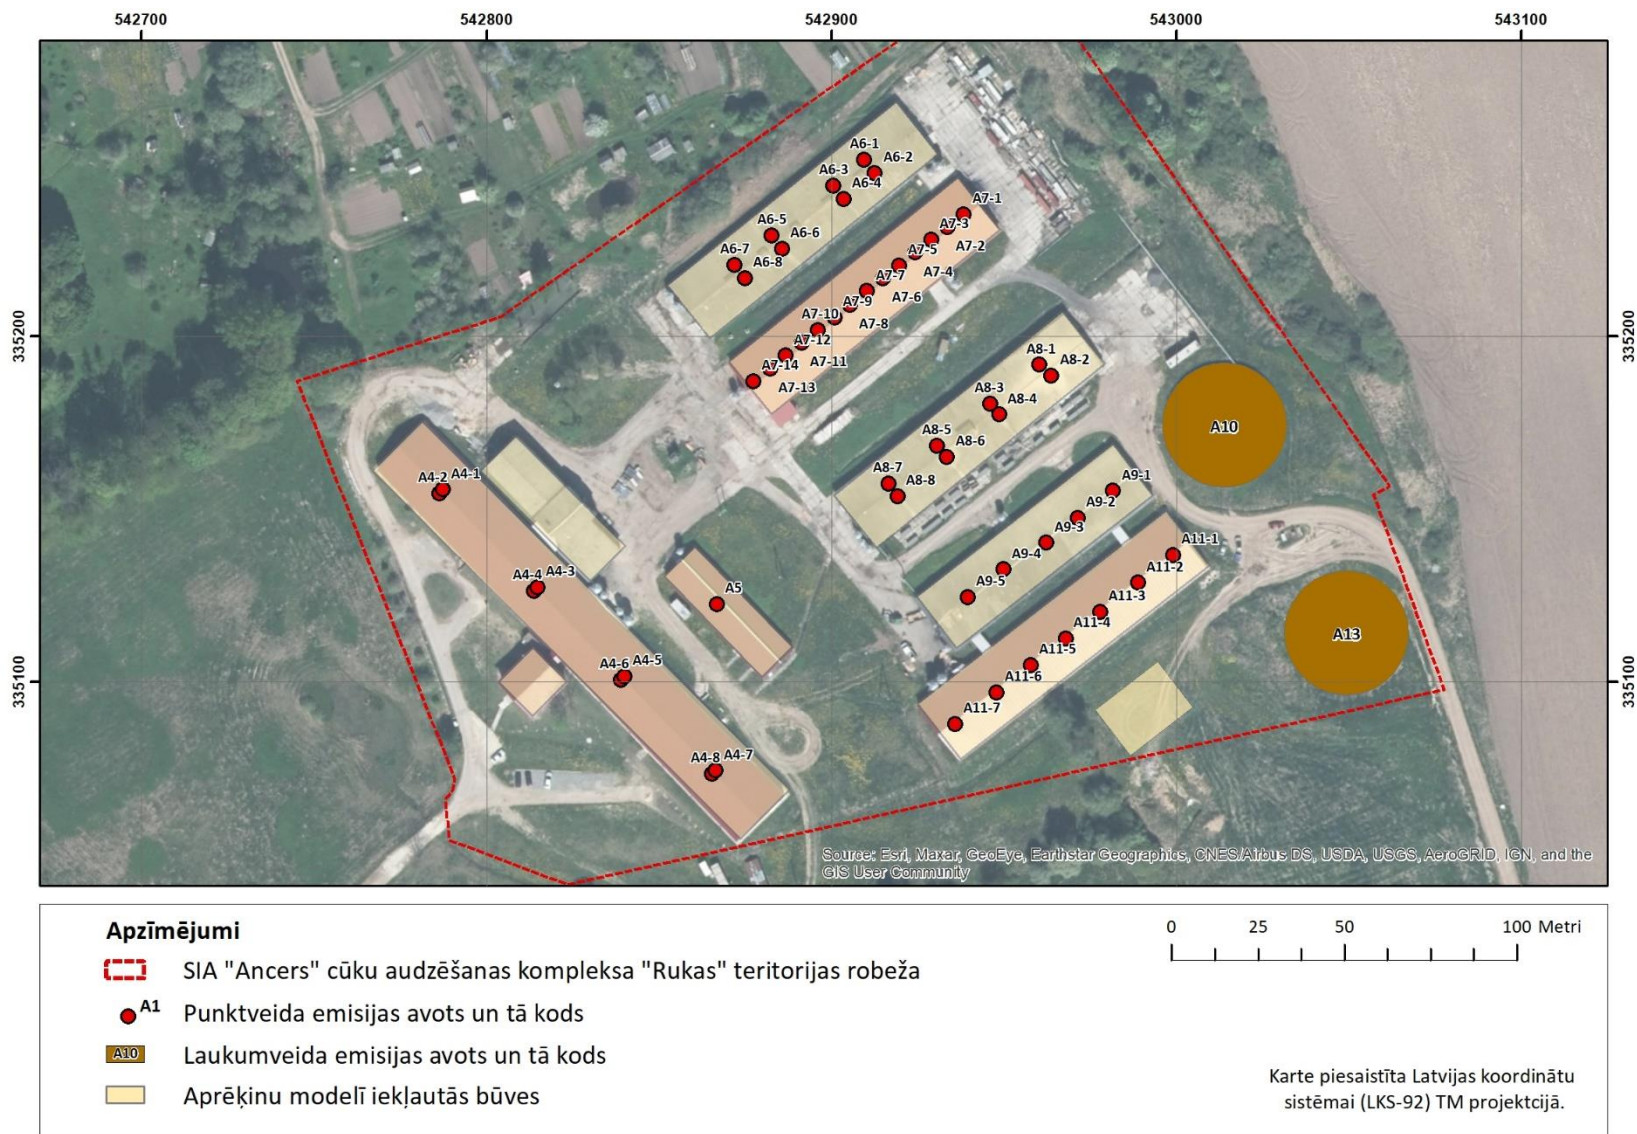 542700
542800
542900
543000
543100
335200
335100
335200
335100
A6-1
A6-2
A6-3
A6-4
A6-5
A6-6
A6-7
A6-8
A7-1
A7-3
A7-2
A7-5
A7-4
A7-7
A7-6
A7-9
A7-8
A7-10
A7-12
A7-11
A7-14
A7-13
A8-1
A8-2
A8-3
A8-4
A8-5
A8-6
A8-7
A8-8
A10
A4-2
A4-1
A9-1
A9-2
A9-3
A9-4
A9-5
A11-1
A11-2
A11-3
A11-4
A11-5
A11-6
A11-7
A4-4
A4-3
A5
A13
A4-6
A4-5
A4-8
A4-7
Source: Esri, Maxar, GeoEye, Earthstar Geographics, CNES/Airbus DS, USDA, USGS, AeroGRID, IGN, and the
GIS User Community
Apzīmējumi
SIA "Ancers" cūku audzēšanas kompleksa "Rukas" teritorijas robeža
A1 Punktveida emisijas avots un tā kods
A10 Laukumveida emisijas avots un tā kods
Aprēķinu modelī iekļautās būves
0 25 50 100 Metri
Karte piesaistīta Latvijas koordinātu
sistēmai (LKS-92) TM projektcijā.